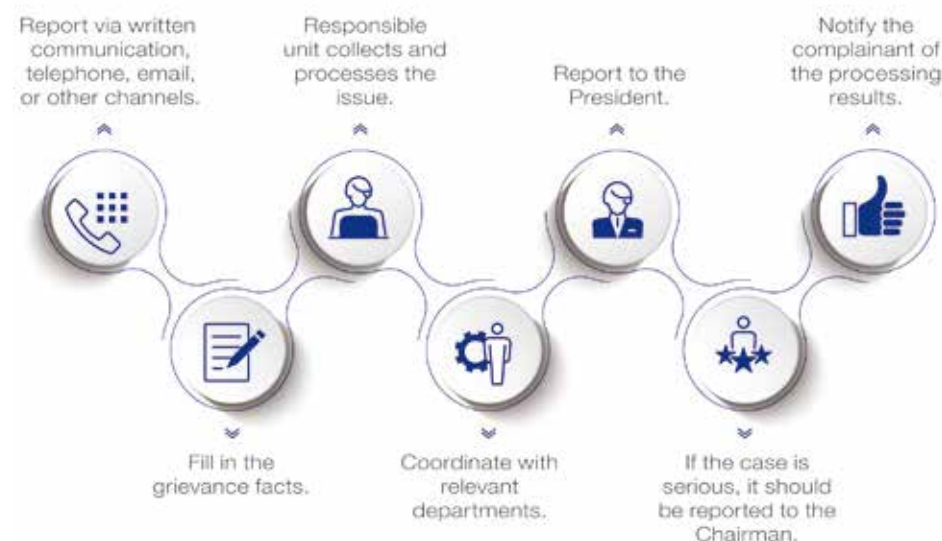 Report via written
communication,
telephone, email,
or other channels.
Fill in the
grievance facts.
Responsible
unit collects and
processes the
issue.
Coordinate with
relevant
departments.
Report to the
President.
If the case is
serious, it should
be reported to the
Chairman.
Notify the
complainant of
the processing
results.